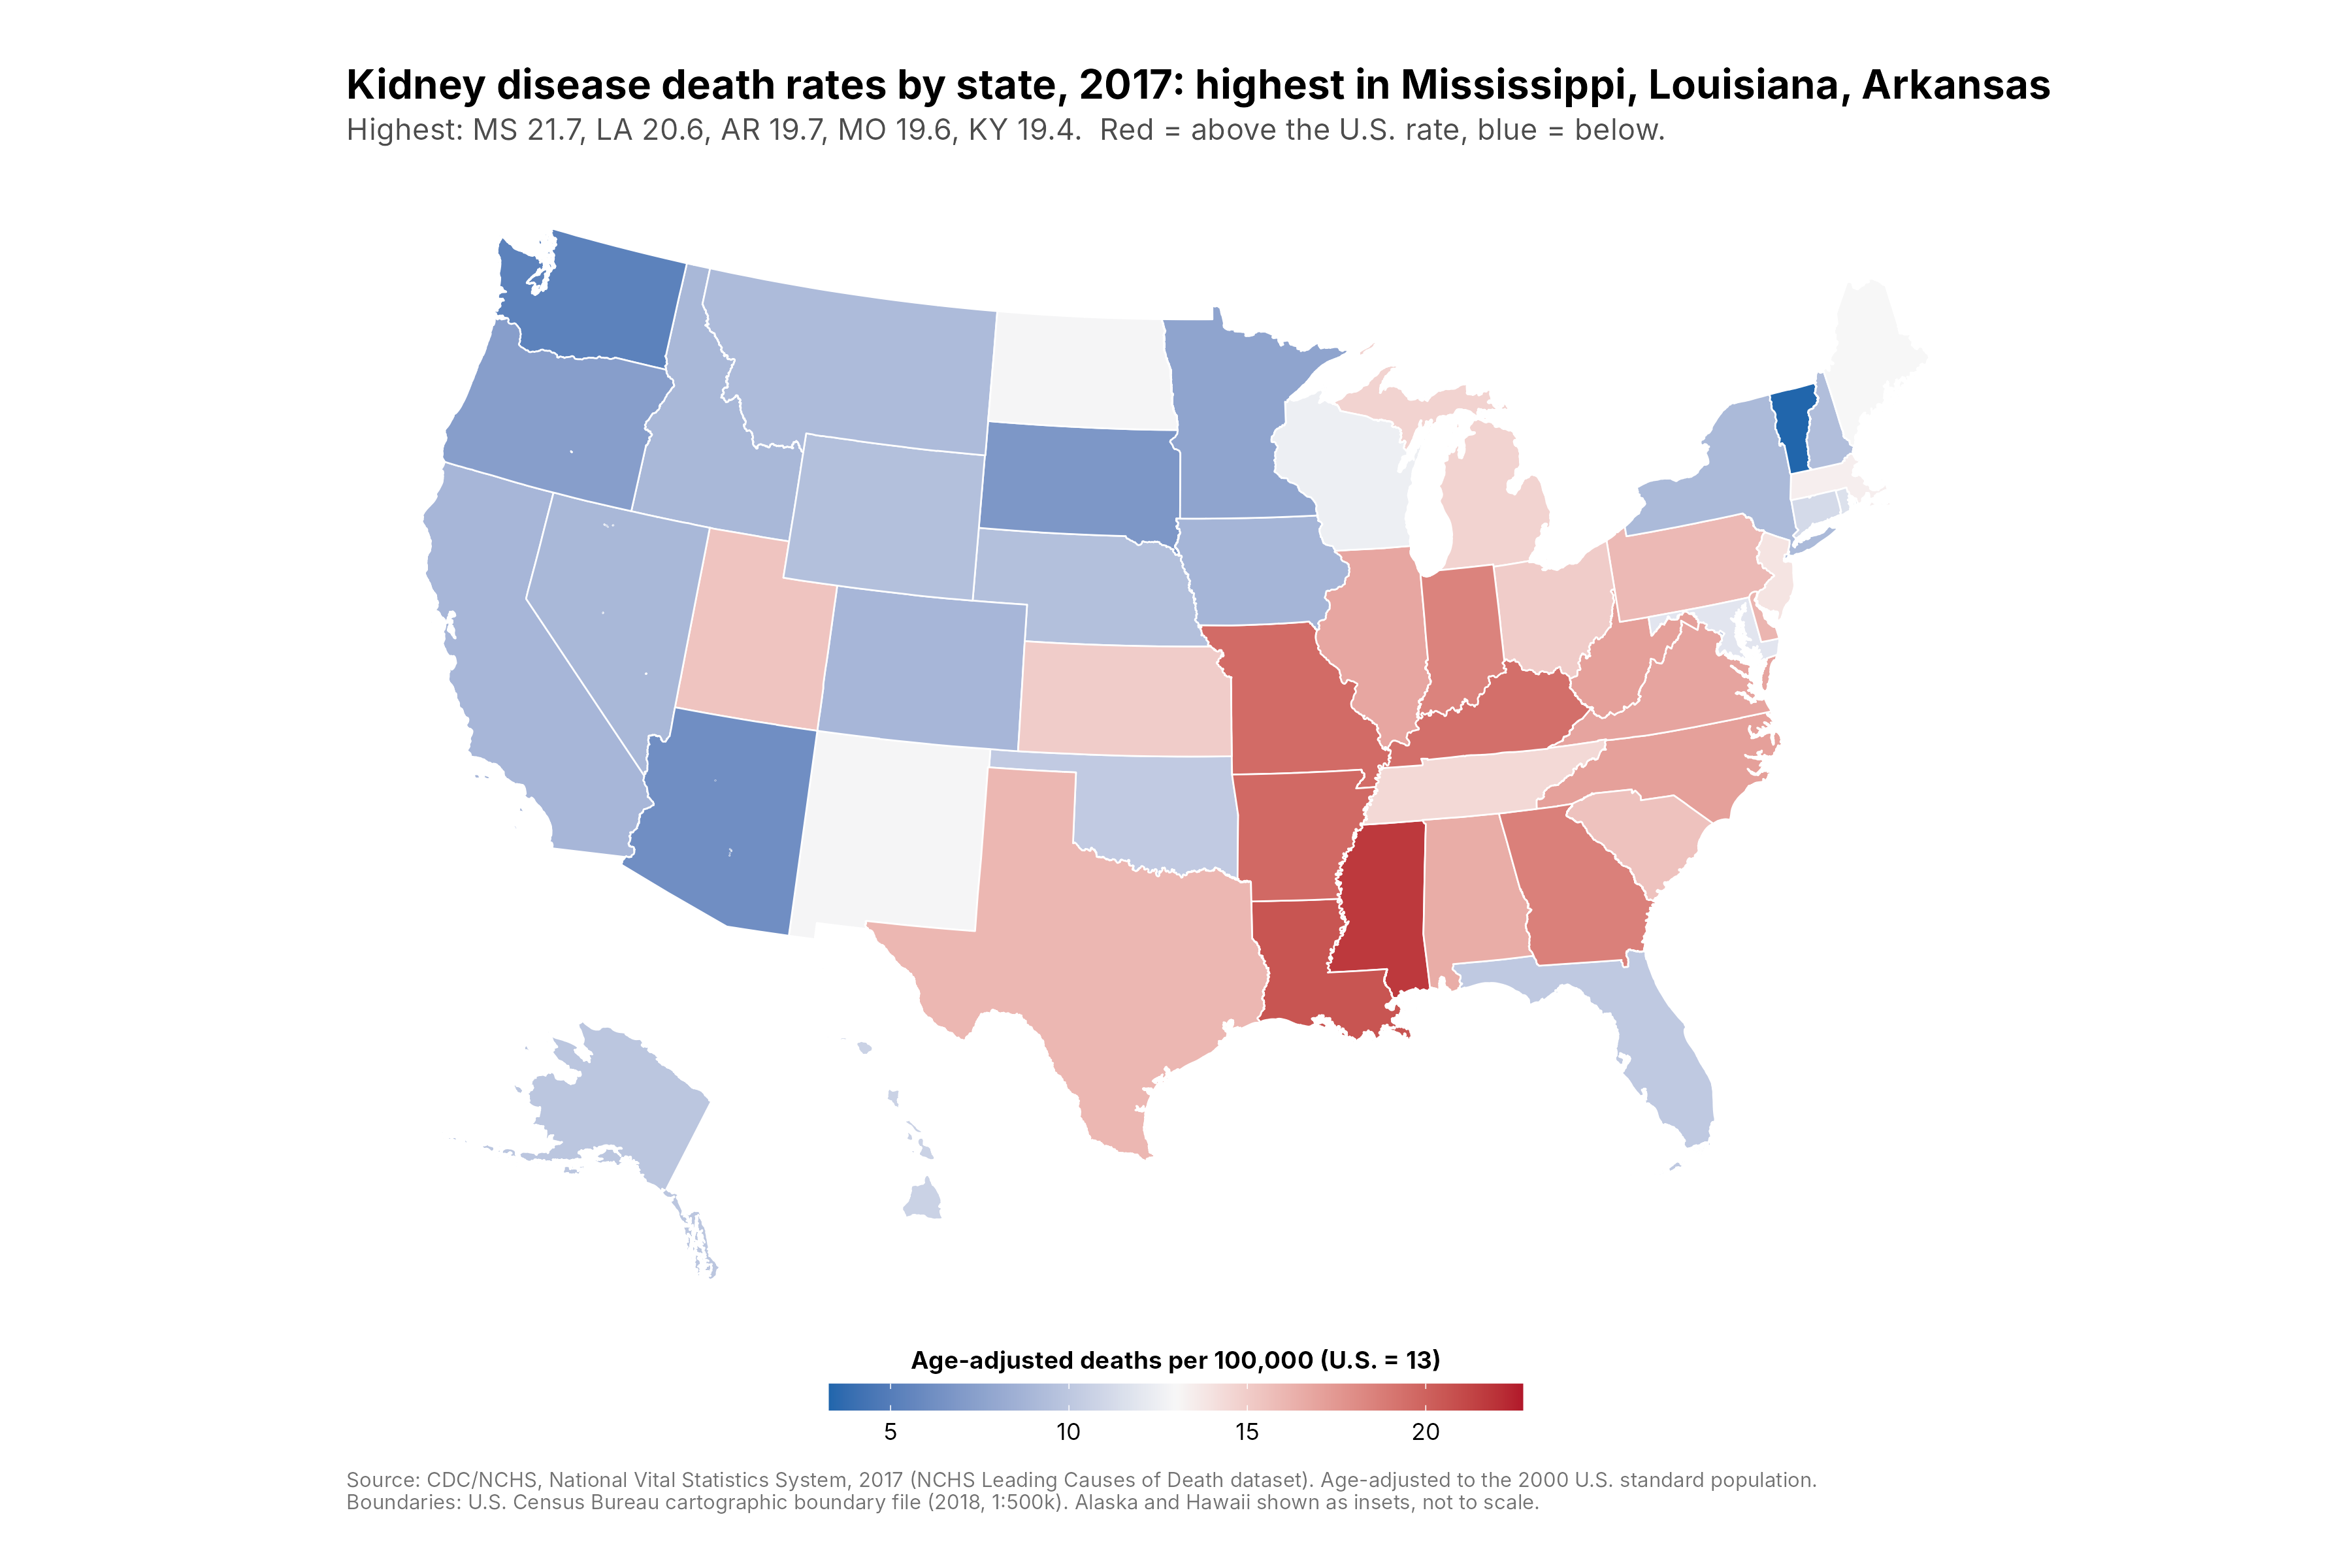 Kidney disease death rates by state, 2017: highest in Mississippi, Louisiana, Arkansas
Highest: MS 21.7, LA 20.6, AR 19.7, MO 19.6, KY 19.4.  Red = above the U.S. rate, blue = below.
Age-adjusted deaths per 100,000 (U.S. = 13)
5 10 15 20
Source: CDC/NCHS, National Vital Statistics System, 2017 (NCHS Leading Causes of Death dataset). Age-adjusted to the 2000 U.S. standard population.
Boundaries: U.S. Census Bureau cartographic boundary file (2018, 1:500k). Alaska and Hawaii shown as insets, not to scale.